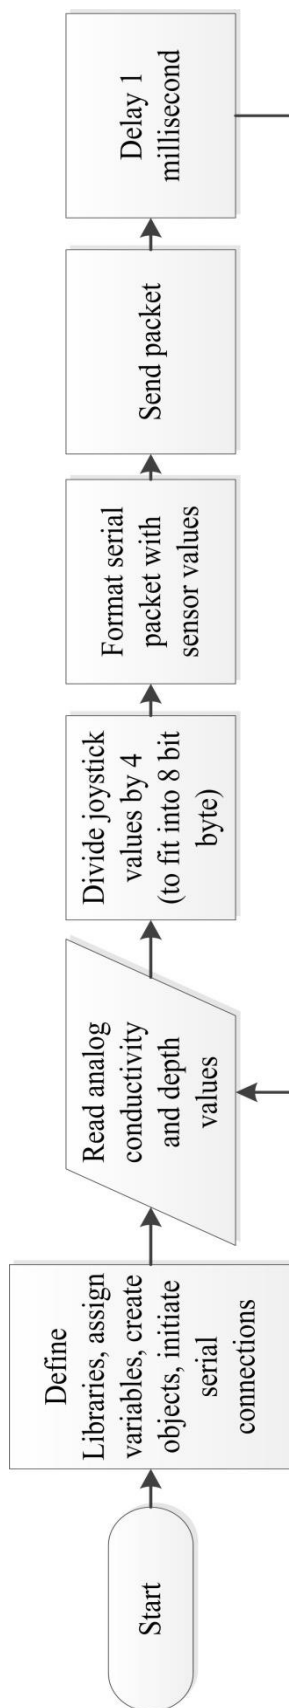 Start
Define
Libraries, assign
variables, create
objects, initiate
serial
connections
Read analog
conductivity
and depth
values
Divide joystick
values by 4
(to fit into 8 bit
byte)
Format serial
packet with
sensor values
Send packet
Delay 1
millisecond